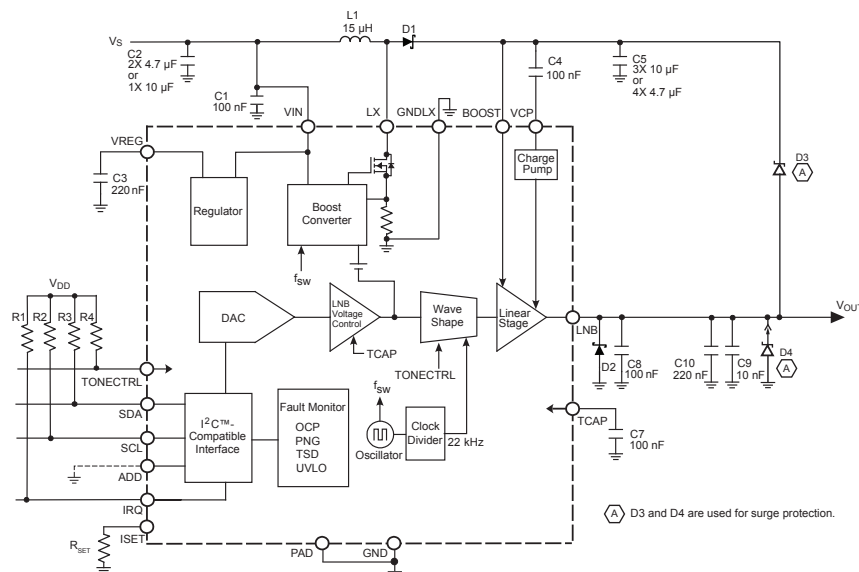 L1
15 µH
D1
VS
C2
2X 4.7 µF
or
1X 10 µF
C1
100 nF
C4
100 nF
C5
3X 10 µF
or
4X 4.7 µF
VIN
LX
GNDLX
BOOST
VCP
VREG
C3
220 nF
Regulator
Boost
Converter
Charge
Pump
D3
A
fsw
VDD
R1
R2
R3
R4
DAC
LNB
Voltage
Control
TCAP
Wave
Shape
Linear
Stage
LNB
VOUT
TONECTRL
TONECTRL
D2
C8
100 nF
C10
220 nF
C9
10 nF
D4
A
SDA
SCL
ADD
IRQ
ISET
I2C™-
Compatible
Interface
Fault Monitor
OCP
PNG
TSD
UVLO
fsw
Oscillator
Clock
Divider
22 kHz
TCAP
C7
100 nF
RSET
PAD
GND
A D3 and D4 are used for surge protection.